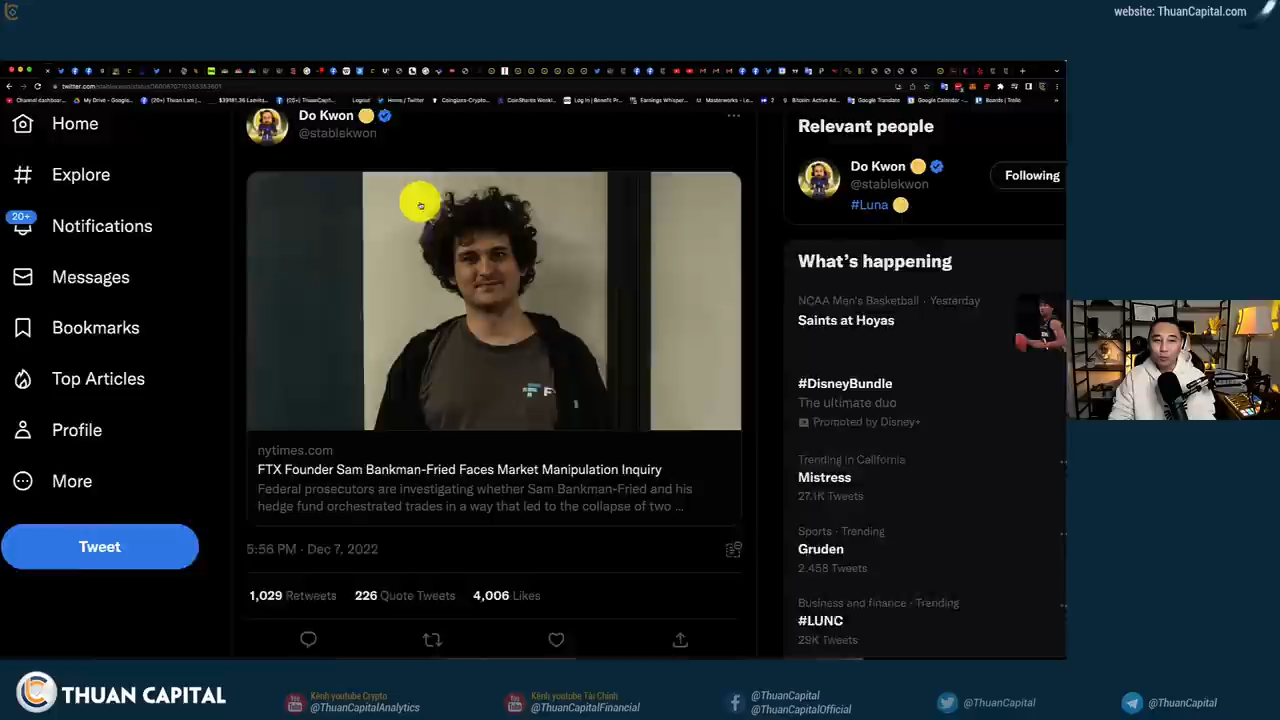 website: ThuanCapital.com
Home
Explore
20+
Notifications
Messages
Bookmarks
Top Articles
Profile
More
Tweet
Do Kwon
@stablekwon
nytimes.com
FTX Founder Sam Bankman-Fried Faces Market Manipulation Inquiry
Federal prosecutors are investigating whether Sam Bankman-Fried and his
hedge fund orchestrated trades in a way that led to the collapse of two ...
5:56 PM · Dec 7, 2022
1,029 Retweets 226 Quote Tweets 4,006 Likes
Relevant people
Do Kwon
@stablekwon
Following
#Luna
What's happening
NCAA Men's Basketball · Yesterday
Saints at Hoyas
#DisneyBundle
The ultimate duo
Promoted by Disney+
Trending in California
Mistress
27.1K Tweets
Sports · Trending
Gruden
2,458 Tweets
Business and finance · Trending
#LUNC
29K Tweets
THUAN CAPITAL
Kênh youtube Crypto
@ThuanCapitalAnalytics
Kênh youtube Tài Chính
@ThuanCapitalFinancial
@ThuanCapital
@ThuanCapitalOfficial
@ThuanCapital
@ThuanCapital